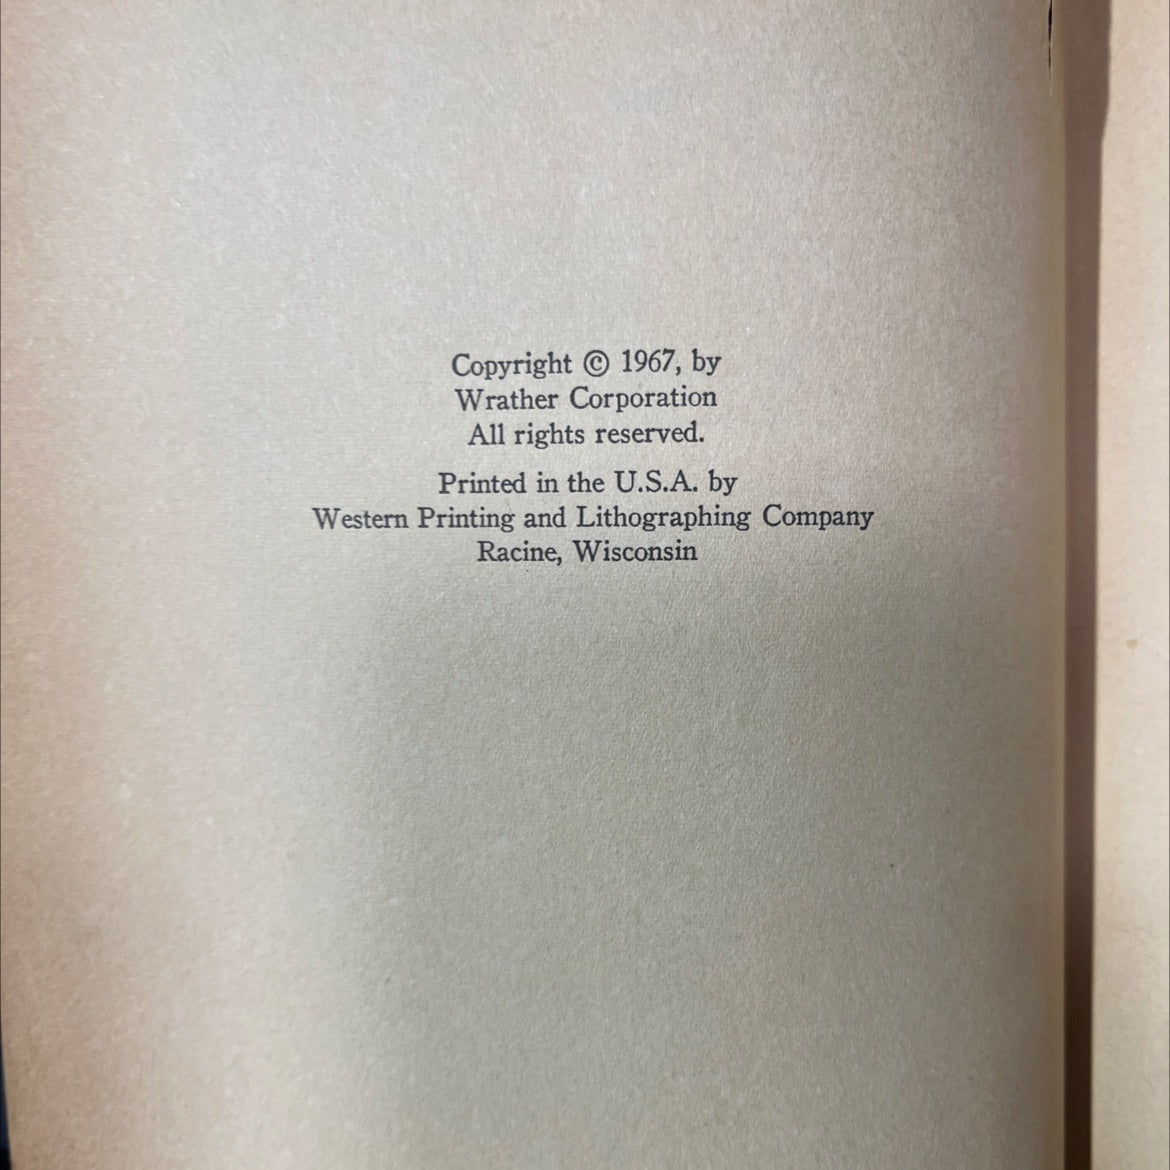 Copyright © 1967, by
Wrather Corporation
All rights reserved.
Printed in the U.S.A. by
Western Printing and Lithographing Company
Racine, Wisconsin